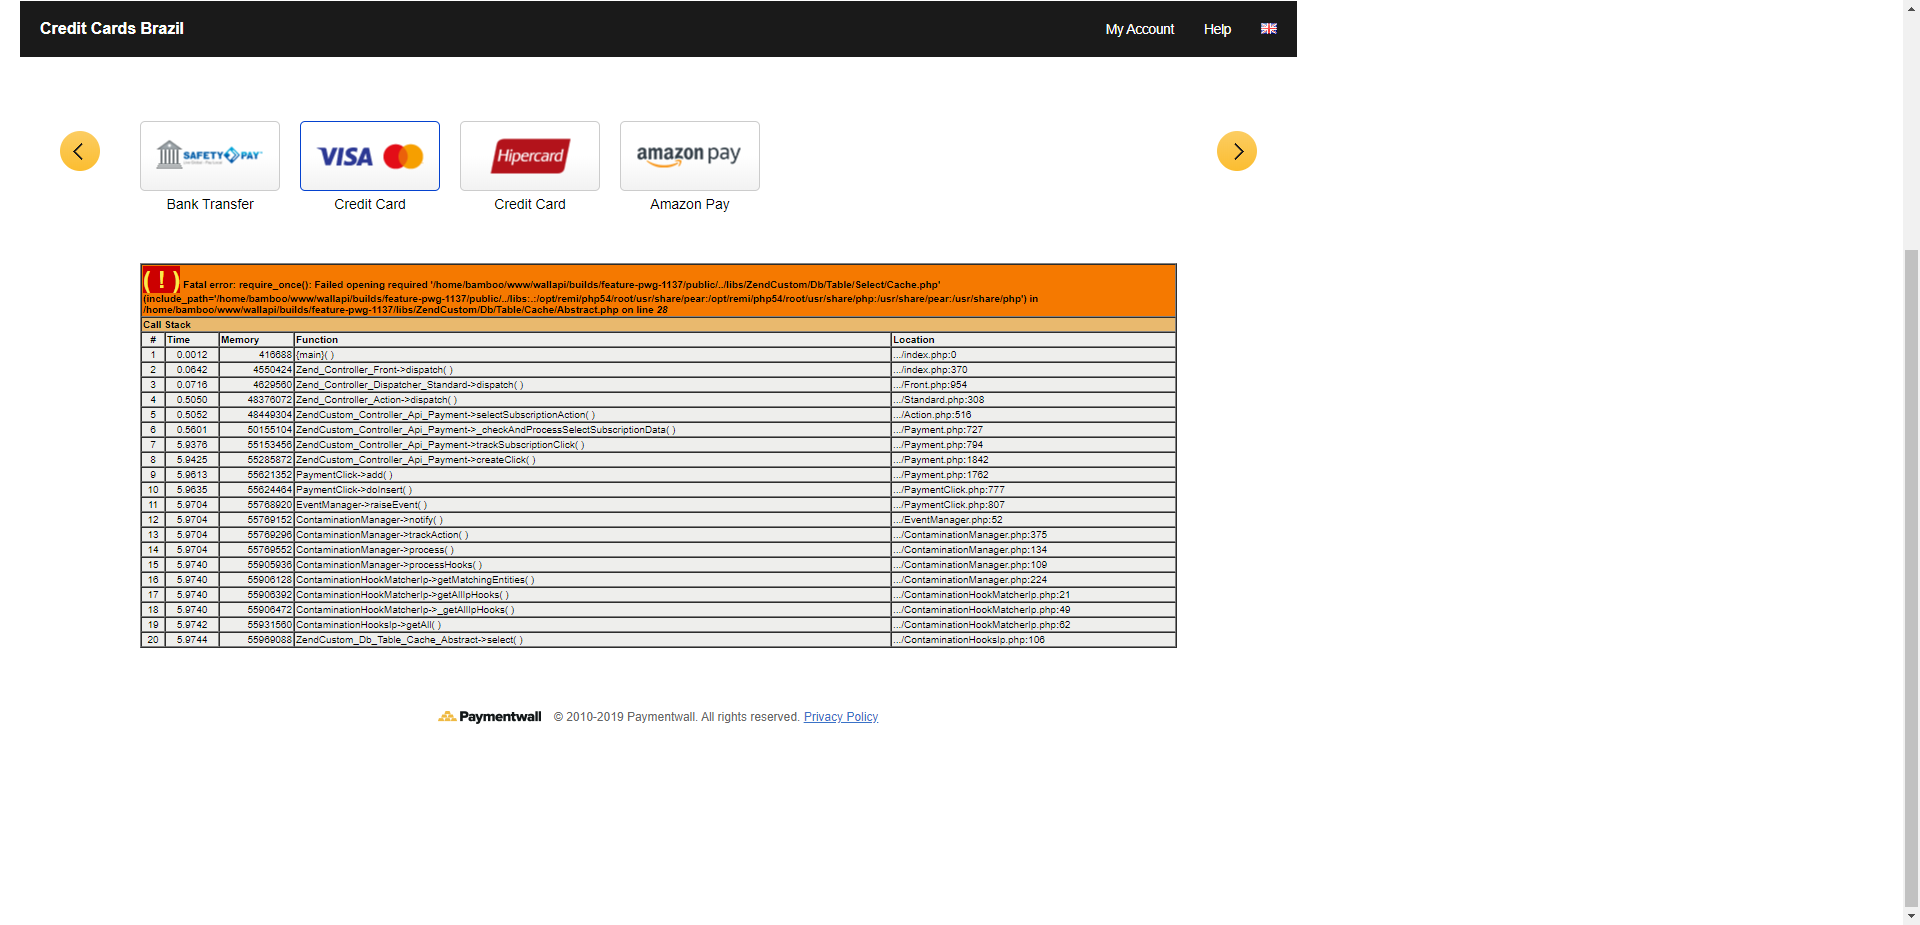 Credit Cards Brazil
My Account
Help
SAFETYPAY
VISA
Hipercard
amazon pay
Bank Transfer
Credit Card
Credit Card
Amazon Pay
( ! ) Fatal error: require_once(): Failed opening required '/home/bamboo/www/wallapi/builds/feature-pwg-1137/public/../libs/ZendCustom/Db/Table/Select/Cache.php'
(include_path='/home/bamboo/www/wallapi/builds/feature-pwg-1137/public/../libs:.:/opt/remi/php54/root/usr/share/pear:/opt/remi/php54/root/usr/share/php:/usr/share/pear:/usr/share/php') in
/home/bamboo/www/wallapi/builds/feature-pwg-1137/libs/ZendCustom/Db/Table/Cache/Abstract.php on line 28
Call Stack
# Time Memory Function Location
1 0.0012 416688 {main}( ) .../index.php:0
2 0.0642 4550424 Zend_Controller_Front->dispatch( ) .../index.php:370
3 0.0716 4629560 Zend_Controller_Dispatcher_Standard->dispatch( ) .../Front.php:954
4 0.5050 48376072 Zend_Controller_Action->dispatch( ) .../Standard.php:308
5 0.5052 48449304 ZendCustom_Controller_Api_Payment->selectSubscriptionAction( ) .../Action.php:516
6 0.5601 50155104 ZendCustom_Controller_Api_Payment->_checkAndProcessSelectSubscriptionData( ) .../Payment.php:727
7 5.9376 55153456 ZendCustom_Controller_Api_Payment->trackSubscriptionClick( ) .../Payment.php:794
8 5.9425 55285872 ZendCustom_Controller_Api_Payment->createClick( ) .../Payment.php:1842
9 5.9613 55621352 PaymentClick->add( ) .../Payment.php:1762
10 5.9635 55624464 PaymentClick->doInsert( ) .../PaymentClick.php:777
11 5.9704 55768920 EventManager->raiseEvent( ) .../PaymentClick.php:807
12 5.9704 55769152 ContaminationManager->notify( ) .../EventManager.php:52
13 5.9704 55769296 ContaminationManager->trackAction( ) .../ContaminationManager.php:375
14 5.9704 55769552 ContaminationManager->process( ) .../ContaminationManager.php:134
15 5.9740 55905936 ContaminationManager->processHooks( ) .../ContaminationManager.php:109
16 5.9740 55906128 ContaminationHookMatcherIp->getMatchingEntities( ) .../ContaminationManager.php:224
17 5.9740 55906392 ContaminationHookMatcherIp->getAllIpHooks( ) .../ContaminationHookMatcherIp.php:21
18 5.9740 55906472 ContaminationHookMatcherIp->_getAllIpHooks( ) .../ContaminationHookMatcherIp.php:49
19 5.9742 55931560 ContaminationHooksIp->getAll( ) .../ContaminationHookMatcherIp.php:62
20 5.9744 55969088 ZendCustom_Db_Table_Cache_Abstract->select( ) .../ContaminationHooksIp.php:106
Paymentwall © 2010-2019 Paymentwall. All rights reserved. Privacy Policy